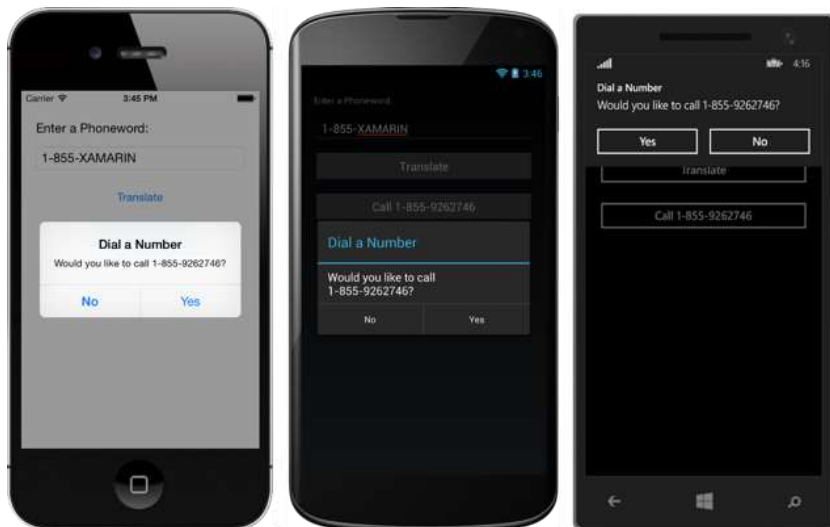 Carrier 3:45 PM
Enter a Phoneword:
1-855-XAMARIN
Translate
Dial a Number
Would you like to call 1-855-9262746?
No Yes
3:46
Enter a Phoneword:
1-855-XAMARIN
Translate
Call 1-855-9262746
Dial a Number
Would you like to call
1-855-9262746?
No Yes
4:16
Dial a Number
Would you like to call 1-855-9262746?
Yes No
Translate
Call 1-855-9262746